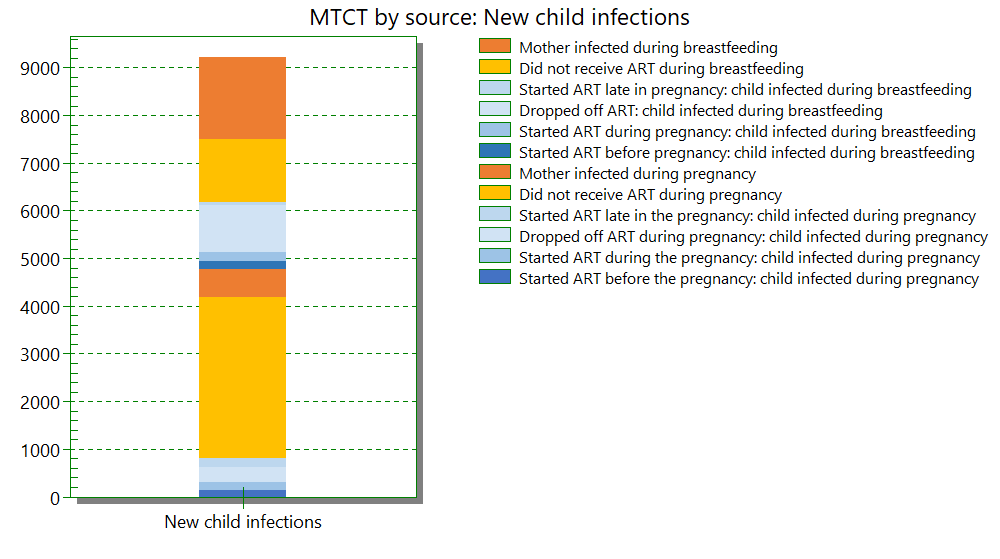 MTCT by source: New child infections
9000
8000
7000
6000
5000
4000
3000
2000
1000
0
New child infections
Mother infected during breastfeeding
Did not receive ART during breastfeeding
Started ART late in pregnancy: child infected during breastfeeding
Dropped off ART: child infected during breastfeeding
Started ART during pregnancy: child infected during breastfeeding
Started ART before pregnancy: child infected during breastfeeding
Mother infected during pregnancy
Did not receive ART during pregnancy
Started ART late in the pregnancy: child infected during pregnancy
Dropped off ART during pregnancy: child infected during pregnancy
Started ART during the pregnancy: child infected during pregnancy
Started ART before the pregnancy: child infected during pregnancy